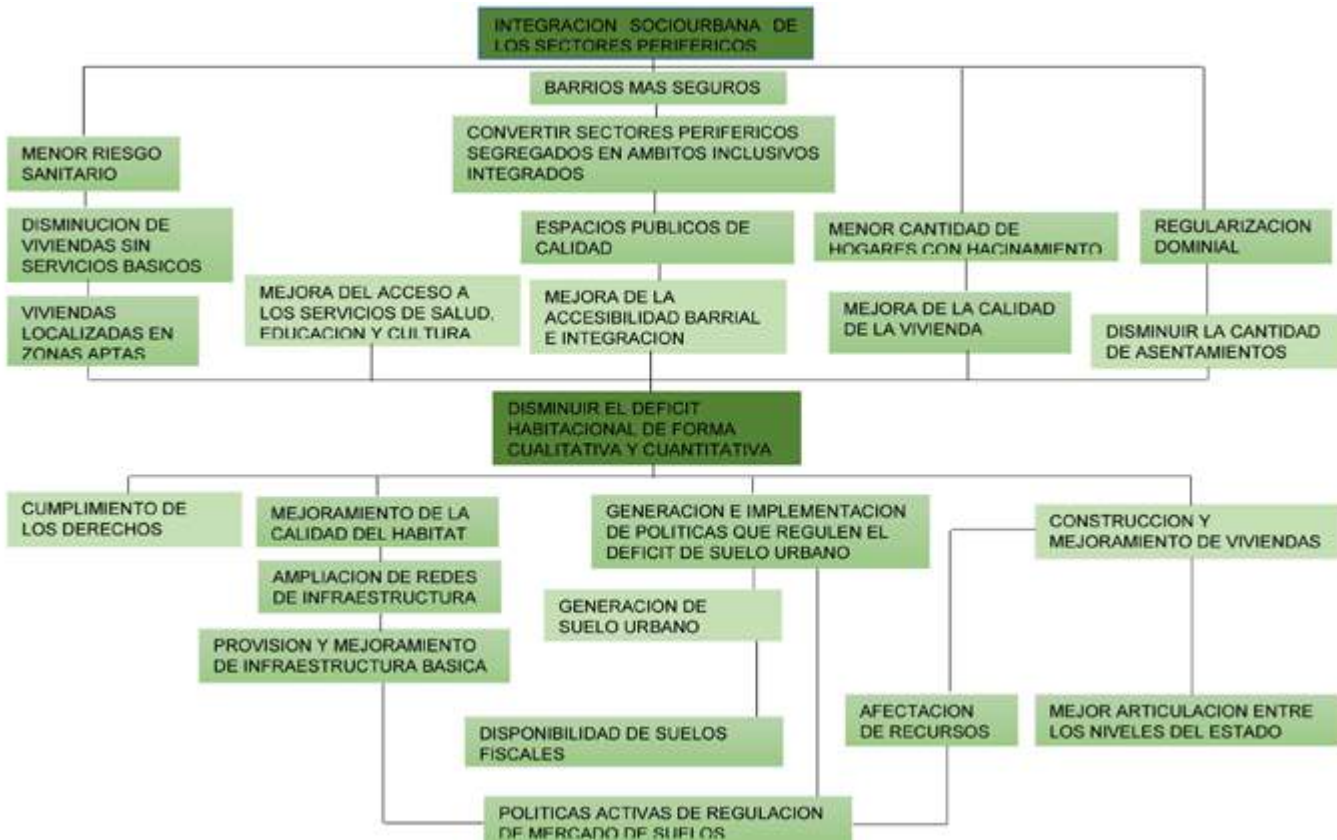 INTEGRACION SOCIOURBANA DE
LOS SECTORES PERIFERICOS
BARRIOS MAS SEGUROS
CONVERTIR SECTORES PERIFERICOS
SEGREGADOS EN AMBITOS INCLUSIVOS
INTEGRADOS
MENOR RIESGO
SANITARIO
DISMINUCION DE
VIVIENDAS SIN
SERVICIOS BASICOS
ESPACIOS PUBLICOS DE
CALIDAD
MENOR CANTIDAD DE
HOGARES CON HACINAMIENTO
REGULARIZACION
DOMINIAL
VIVIENDAS
LOCALIZADAS EN
ZONAS APTAS
MEJORA DEL ACCESO A
LOS SERVICIOS DE SALUD,
EDUCACION Y CULTURA
MEJORA DE LA
ACCESIBILIDAD BARRIAL
E INTEGRACION
MEJORA DE LA CALIDAD
DE LA VIVIENDA
DISMINUIR LA CANTIDAD
DE ASENTAMIENTOS
DISMINUIR EL DEFICIT
HABITACIONAL DE FORMA
CUALITATIVA Y CUANTITATIVA
CUMPLIMIENTO DE
LOS DERECHOS
MEJORAMIENTO DE LA
CALIDAD DEL HABITAT
GENERACION E IMPLEMENTACION
DE POLITICAS QUE REGULEN EL
DEFICIT DE SUELO URBANO
CONSTRUCCION Y
MEJORAMIENTO DE VIVIENDAS
AMPLIACION DE REDES
DE INFRAESTRUCTURA
GENERACION DE
SUELO URBANO
PROVISION Y MEJORAMIENTO
DE INFRAESTRUCTURA BASICA
DISPONIBILIDAD DE SUELOS
FISCALES
AFECTACION
DE RECURSOS
MEJOR ARTICULACION ENTRE
LOS NIVELES DEL ESTADO
POLITICAS ACTIVAS DE REGULACION
DE MERCADO DE SUELOS